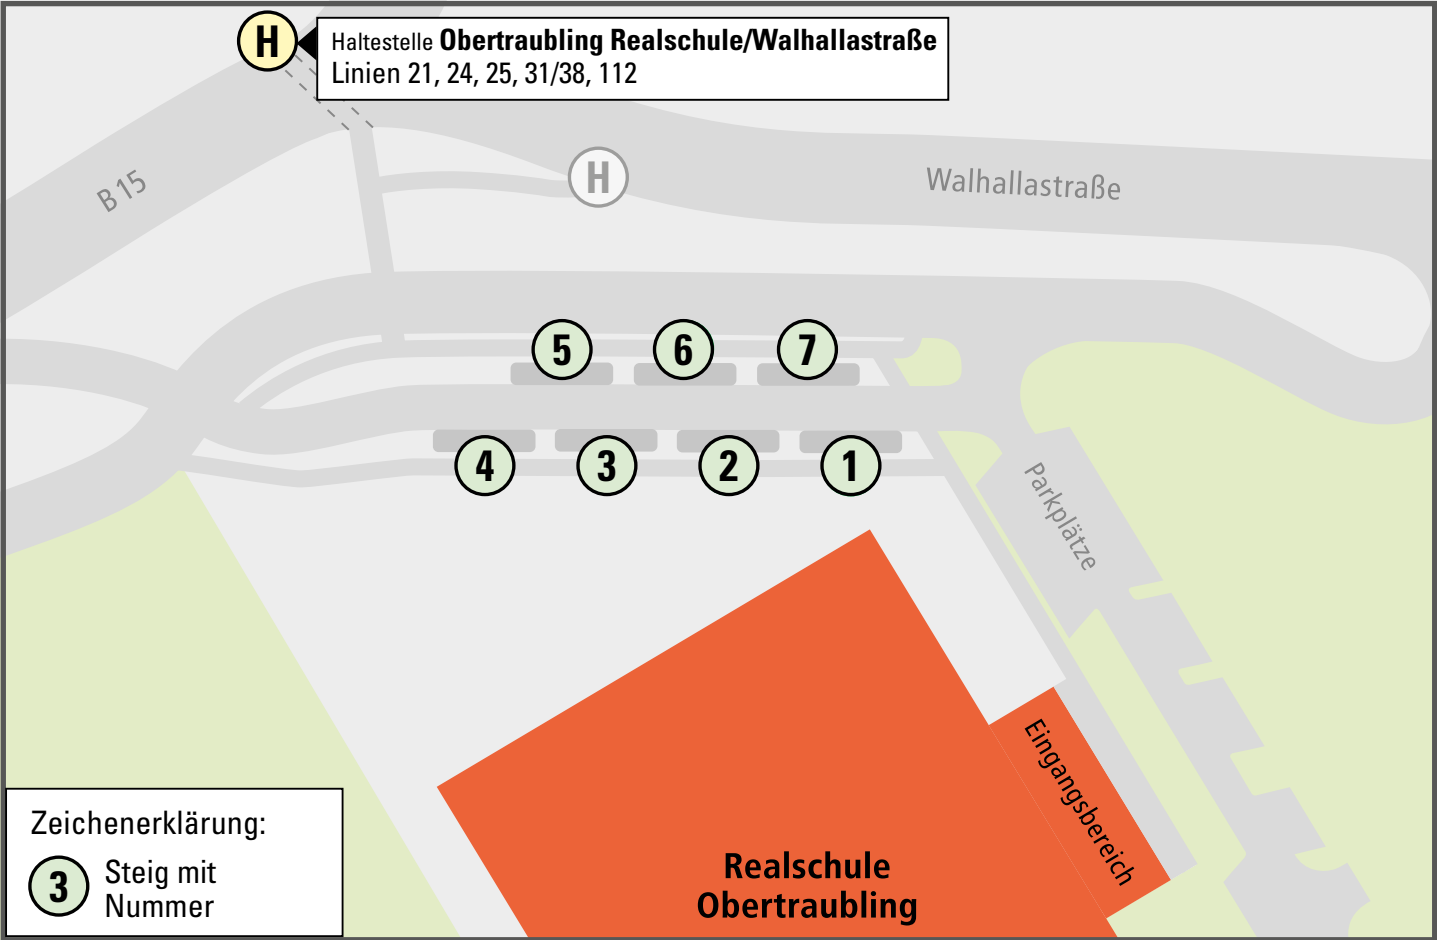 H
Haltestelle Obertraubling Realschule/Walhallastraße
Linien 21, 24, 25, 31/38, 112
B 15
H
Walhallastraße
5 6 7
4 3 2 1
Parkplätze
Eingangsbereich
Realschule
Obertraubling
Zeichenerklärung:
3
Steig mit
Nummer